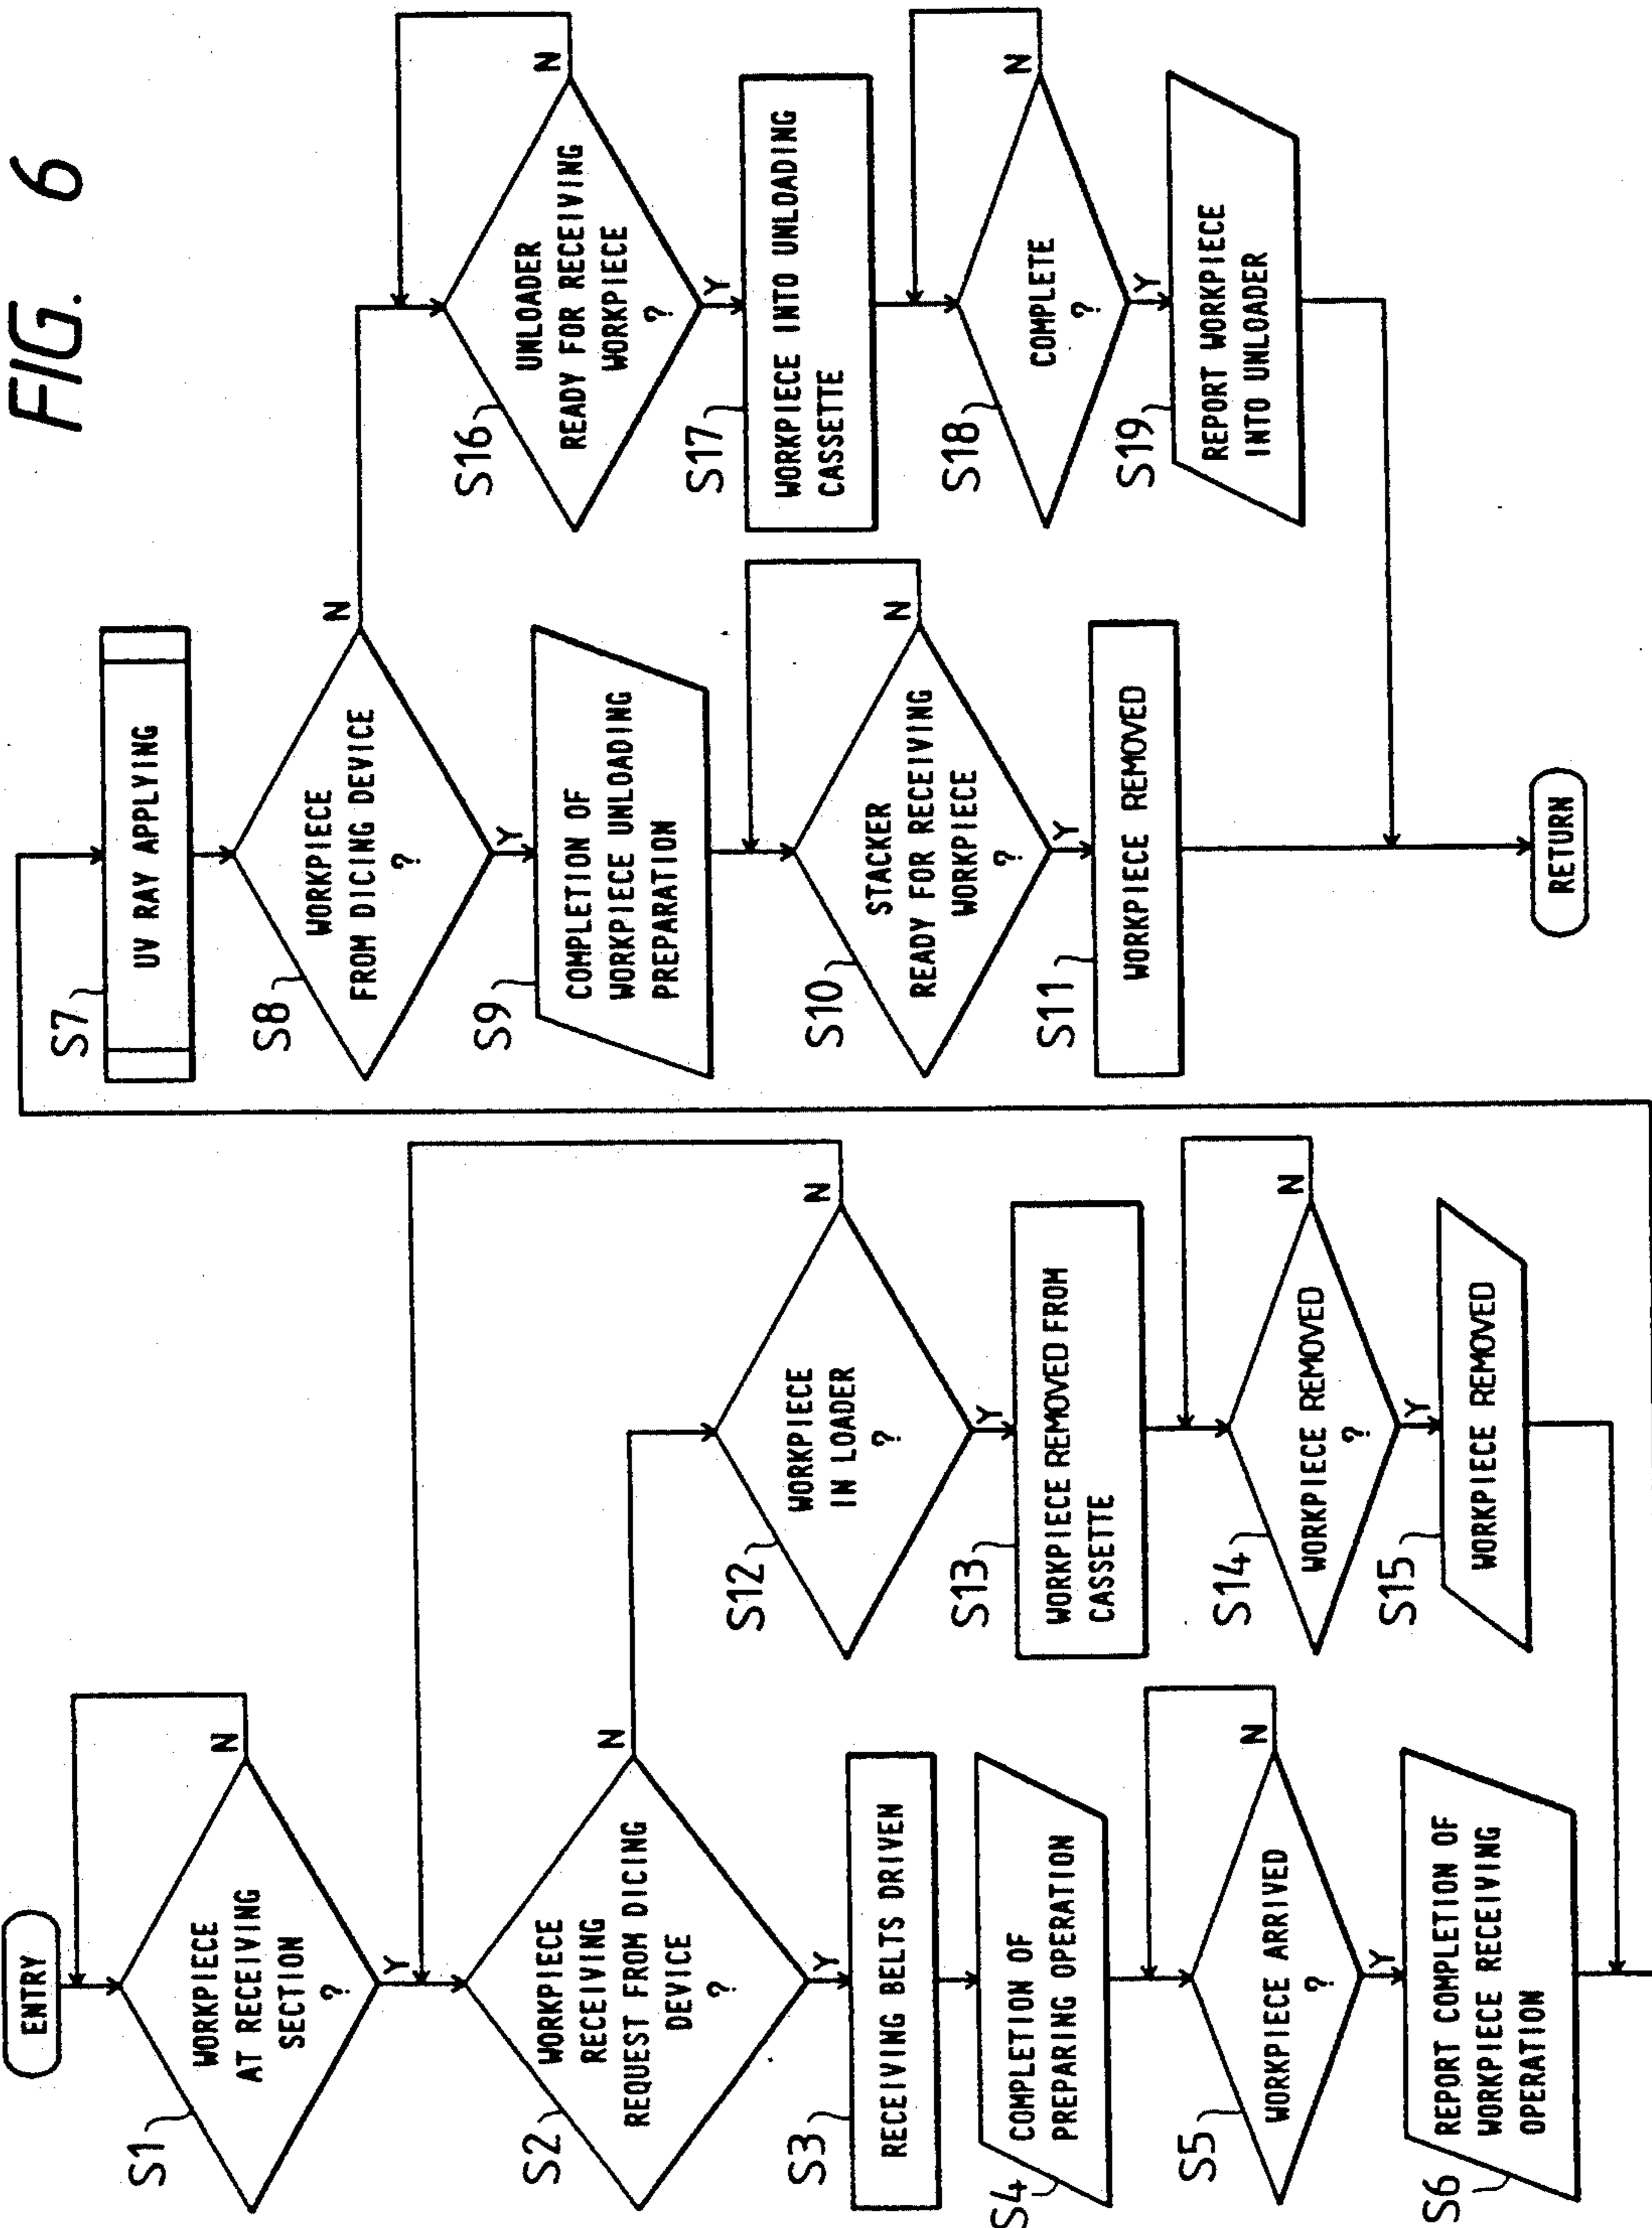 FIG. 6
ENTRY
S1
WORKPIECE
AT RECEIVING
SECTION
?
N
Y
S2
WORKPIECE
RECEIVING
REQUEST FROM DICING
DEVICE
?
N
Y
S3
RECEIVING BELTS DRIVEN
S4
COMPLETION OF
PREPARING OPERATION
S5
WORKPIECE ARRIVED
?
N
Y
S6
REPORT COMPLETION OF
WORKPIECE RECEIVING
OPERATION
S12
WORKPIECE
IN LOADER
?
N
Y
S13
WORKPIECE REMOVED FROM
CASSETTE
S14
WORKPIECE REMOVED
?
N
Y
S15
WORKPIECE REMOVED
S7
UV RAY APPLYING
S8
WORKPIECE
FROM DICING DEVICE
?
N
Y
S9
COMPLETION OF
WORKPIECE UNLOADING
PREPARATION
S10
STACKER
READY FOR RECEIVING
WORKPIECE
?
N
Y
S11
WORKPIECE REMOVED
S16
UNLOADER
READY FOR RECEIVING
WORKPIECE
?
N
Y
S17
WORKPIECE INTO UNLOADING
CASSETTE
S18
COMPLETE
?
N
Y
S19
REPORT WORKPIECE
INTO UNLOADER
RETURN